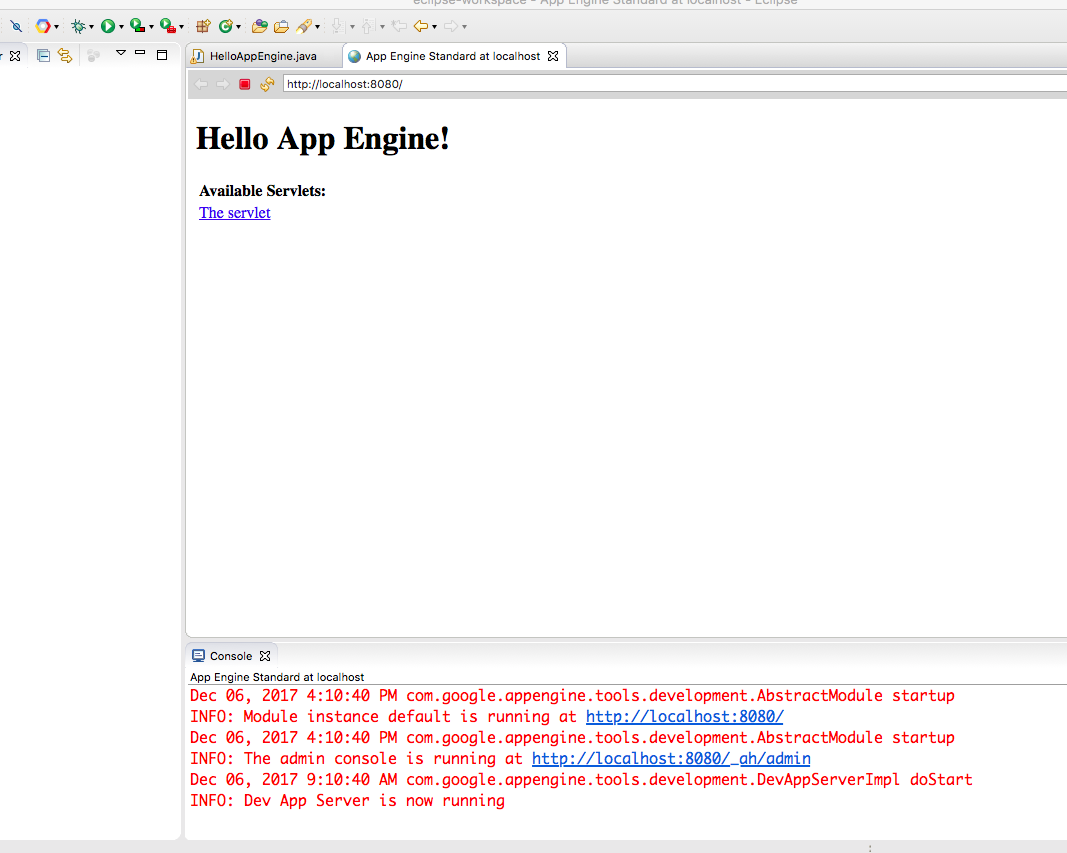 eclipse-workspace - App Engine Standard at localhost - Eclipse
HelloAppEngine.java
App Engine Standard at localhost
http://localhost:8080/
Hello App Engine!
Available Servlets:
The servlet
Console
App Engine Standard at localhost
Dec 06, 2017 4:10:40 PM com.google.appengine.tools.development.AbstractModule startup
INFO: Module instance default is running at http://localhost:8080/
Dec 06, 2017 4:10:40 PM com.google.appengine.tools.development.AbstractModule startup
INFO: The admin console is running at http://localhost:8080/_ah/admin
Dec 06, 2017 9:10:40 AM com.google.appengine.tools.development.DevAppServerImpl doStart
INFO: Dev App Server is now running